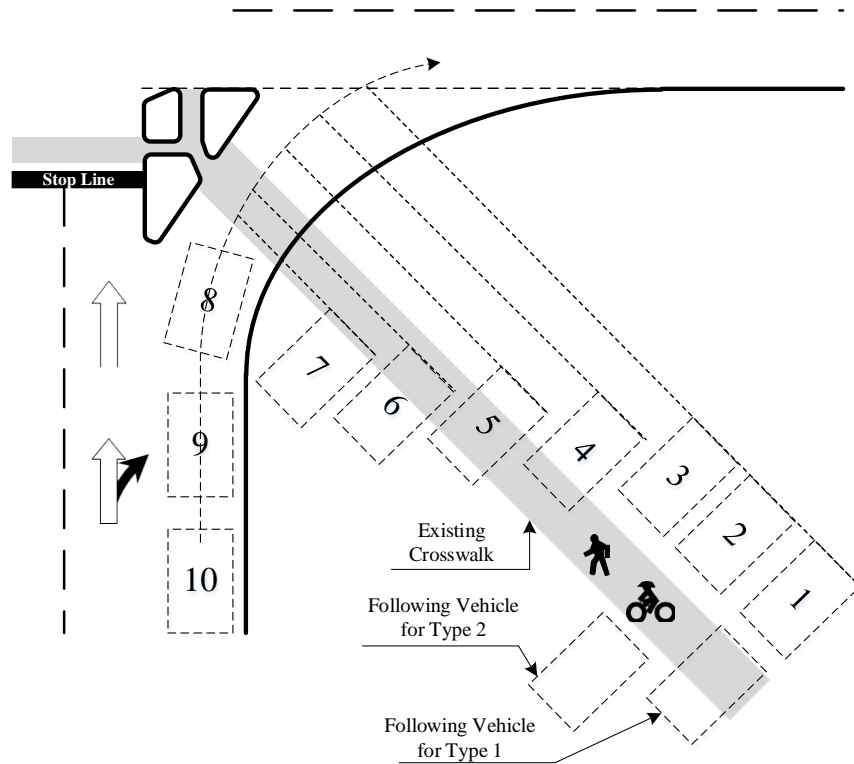 Stop Line
8
7
6
9
5
4
3
2
10
1
Existing
Crosswalk
Following Vehicle
for Type 2
Following Vehicle
for Type 1